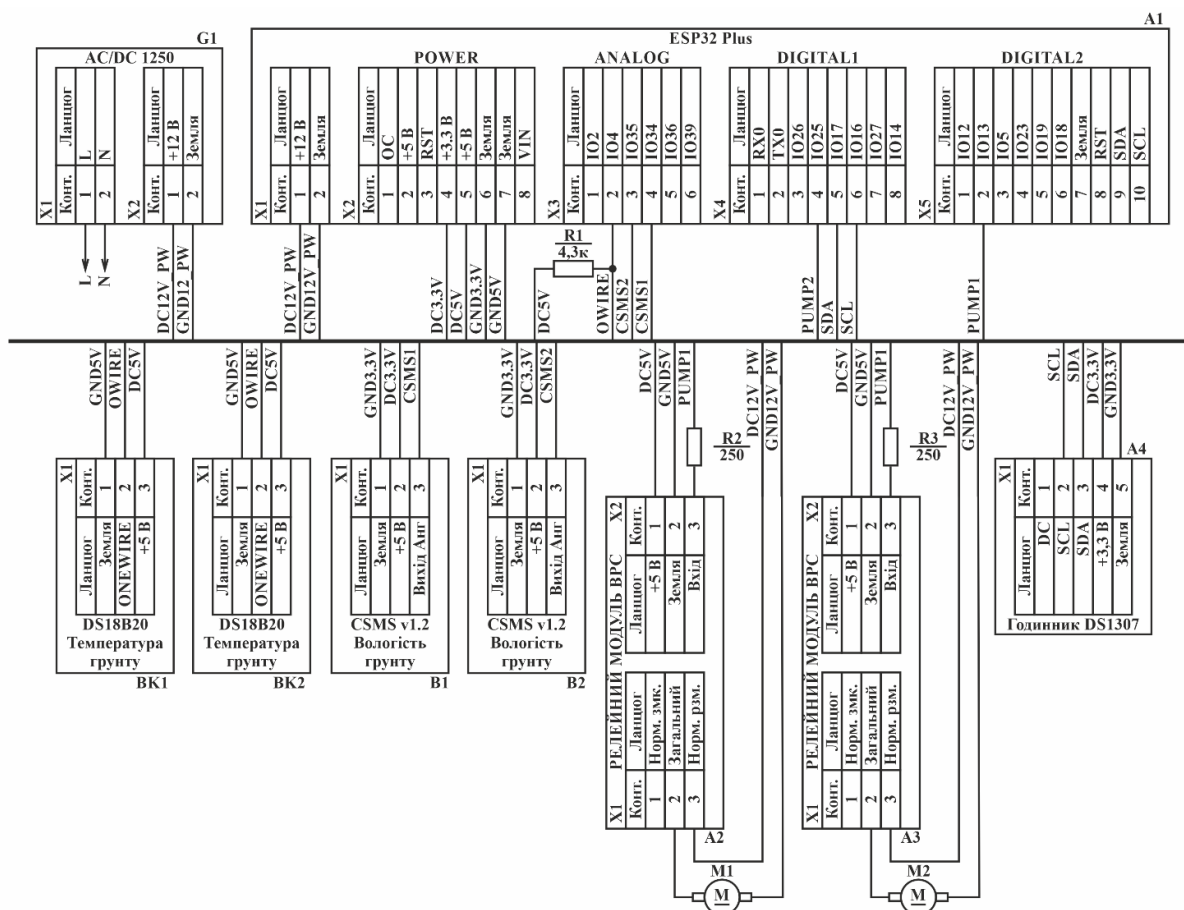 G1
AC/DC 1250
X1
Конт.
Ланцюг
1
L
2
N
X2
Конт.
Ланцюг
1
+12 В
2
Земля
L
N
DC12V_PW
GND12_PW
A1
ESP32 Plus
X1
Конт.
Ланцюг
1
+12 В
2
Земля
POWER
X2
Конт.
Ланцюг
1
OC
2
+5 В
3
RST
4
+3.3 В
5
+5 В
6
Земля
7
Земля
8
VIN
ANALOG
X3
Конт.
Ланцюг
1
IO2
2
IO4
3
IO35
4
IO34
5
IO36
6
IO39
DIGITAL1
X4
Конт.
Ланцюг
1
RX0
2
TX0
3
IO26
4
IO25
5
IO17
6
IO16
7
IO27
8
IO14
DIGITAL2
X5
Конт.
Ланцюг
1
IO12
2
IO13
3
IO5
4
IO23
5
IO19
6
IO18
7
Земля
8
RST
9
SDA
10
SCL
DC12V_PW
GND12V_PW
DC3.3V
DC5V
GND3.3V
GND5V
DC5V
R1
4,3к
OWIRE
CSMS2
CSMS1
PUMP2
SDA
SCL
PUMP1
GND5V
OWIRE
DC5V
X1
Конт.
Ланцюг
1
Земля
2
ONEWIRE
3
+5 В
DS18B20
Температура
грунту
BK1
GND5V
OWIRE
DC5V
X1
Конт.
Ланцюг
1
Земля
2
ONEWIRE
3
+5 В
DS18B20
Температура
грунту
BK2
GND3.3V
DC3.3V
CSMS1
X1
Конт.
Ланцюг
1
Земля
2
+5 В
3
Вихід Анг
CSMS v1.2
Вологість
грунту
B1
GND3.3V
DC3.3V
CSMS2
X1
Конт.
Ланцюг
1
Земля
2
+5 В
3
Вихід Анг
CSMS v1.2
Вологість
грунту
B2
DC5V
GND5V
PUMP1
R2
250
DC12V_PW
GND12V_PW
РЕЛЕЙНИЙ МОДУЛЬ ВРС
X2
Конт.
Ланцюг
1
+5 В
2
Земля
3
Вхід
X1
Конт.
Ланцюг
1
Норм. змк.
2
Загальний
3
Норм. рзм.
A2
M1
M
DC5V
GND5V
PUMP1
R3
250
DC12V_PW
GND12V_PW
РЕЛЕЙНИЙ МОДУЛЬ ВРС
X2
Конт.
Ланцюг
1
+5 В
2
Земля
3
Вхід
X1
Конт.
Ланцюг
1
Норм. змк.
2
Загальний
3
Норм. рзм.
A3
M2
M
SCL
SDA
DC3.3V
GND3.3V
A4
X1
Конт.
Ланцюг
1
DC
2
SCL
3
SDA
4
+3,3 В
5
Земля
Годинник DS1307